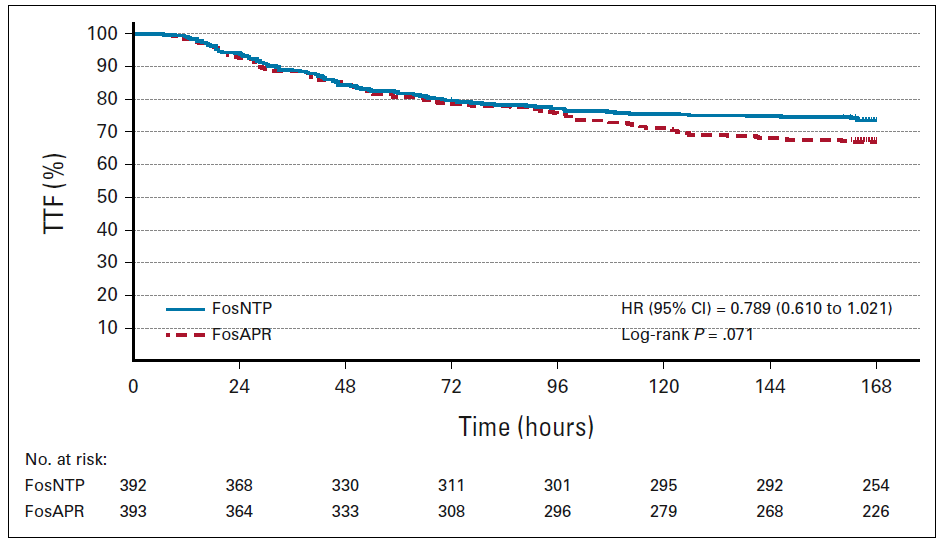 100
90
80
70
60
50
40
30
20
10
TTF (%)
FosNTP
FosAPR
HR (95% CI) = 0.789 (0.610 to 1.021)
Log-rank P = .071
0 24 48 72 96 120 144 168
Time (hours)
No. at risk:
FosNTP 392 368 330 311 301 295 292 254
FosAPR 393 364 333 308 296 279 268 226